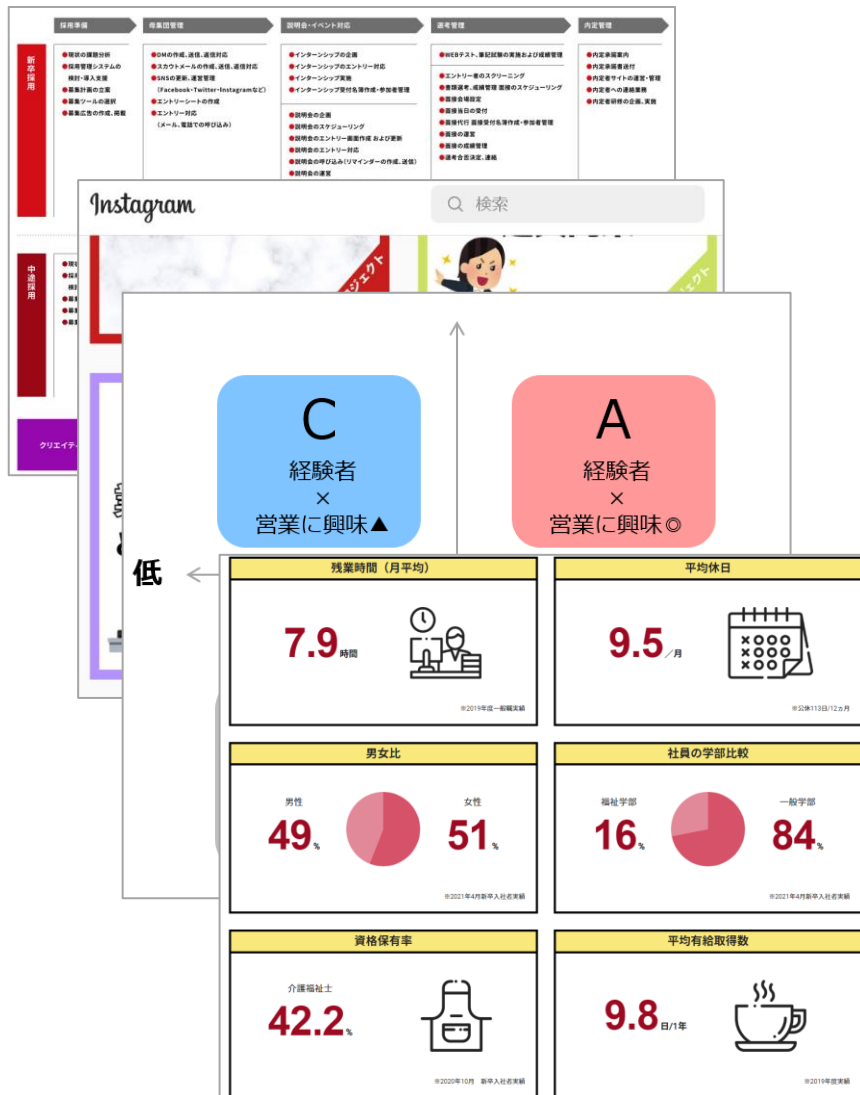 採用準備
母集団管理
説明会・イベント対応
選考管理
内定管理
新卒採用
●現状の課題分析
●採用管理システムの
検討・導入支援
●募集計画の立案
●募集ツールの選択
●募集広告の作成、掲載
●DMの作成、送信、返信対応
●スカウトメールの作成、送信、返信対応
●SNSの更新、運営管理
(Facebook・Twitter・Instagramなど)
●エントリーシートの作成
●エントリー対応
(メール、電話での呼び込み)
●インターンシップの企画
●インターンシップのエントリー対応
●インターンシップ実施
●インターンシップ受付名簿作成・参加者管理
●説明会の企画
●説明会のスケジューリング
●説明会のエントリー画面作成 および更新
●説明会のエントリー対応
●説明会の呼び込み(リマインダーの作成、送信)
●説明会の運営
●WEBテスト、筆記試験の実施および成績管理
●エントリー者のスクリーニング
●書類選考、成績管理 面接のスケジューリング
●面接会場設定
●面接当日の受付
●面接代行 面接受付名簿作成・参加者管理
●面接の運営
●面接の成績管理
●選考合否決定、連絡
●内定承諾案内
●内定承諾書送付
●内定者サイトの運営・管理
●内定者への連絡業務
●内定者研修の企画、実施
中途採用
クリエイテ
Instagram
検索
ジェクト
ジェクト
C
経験者
×
営業に興味▲
A
経験者
×
営業に興味◎
低
残業時間(月平均)
7.9時間
※2019年度一般職実績
平均休日
9.5/月
※公休113日/12ヵ月
男女比
男性
49%
女性
51%
※2021年4月新卒入社者実績
社員の学部比較
福祉学部
16%
一般学部
84%
※2021年4月新卒入社者実績
資格保有率
介護福祉士
42.2%
※2020年10月 新卒入社者実績
平均有給取得数
9.8日/1年
※2019年度実績